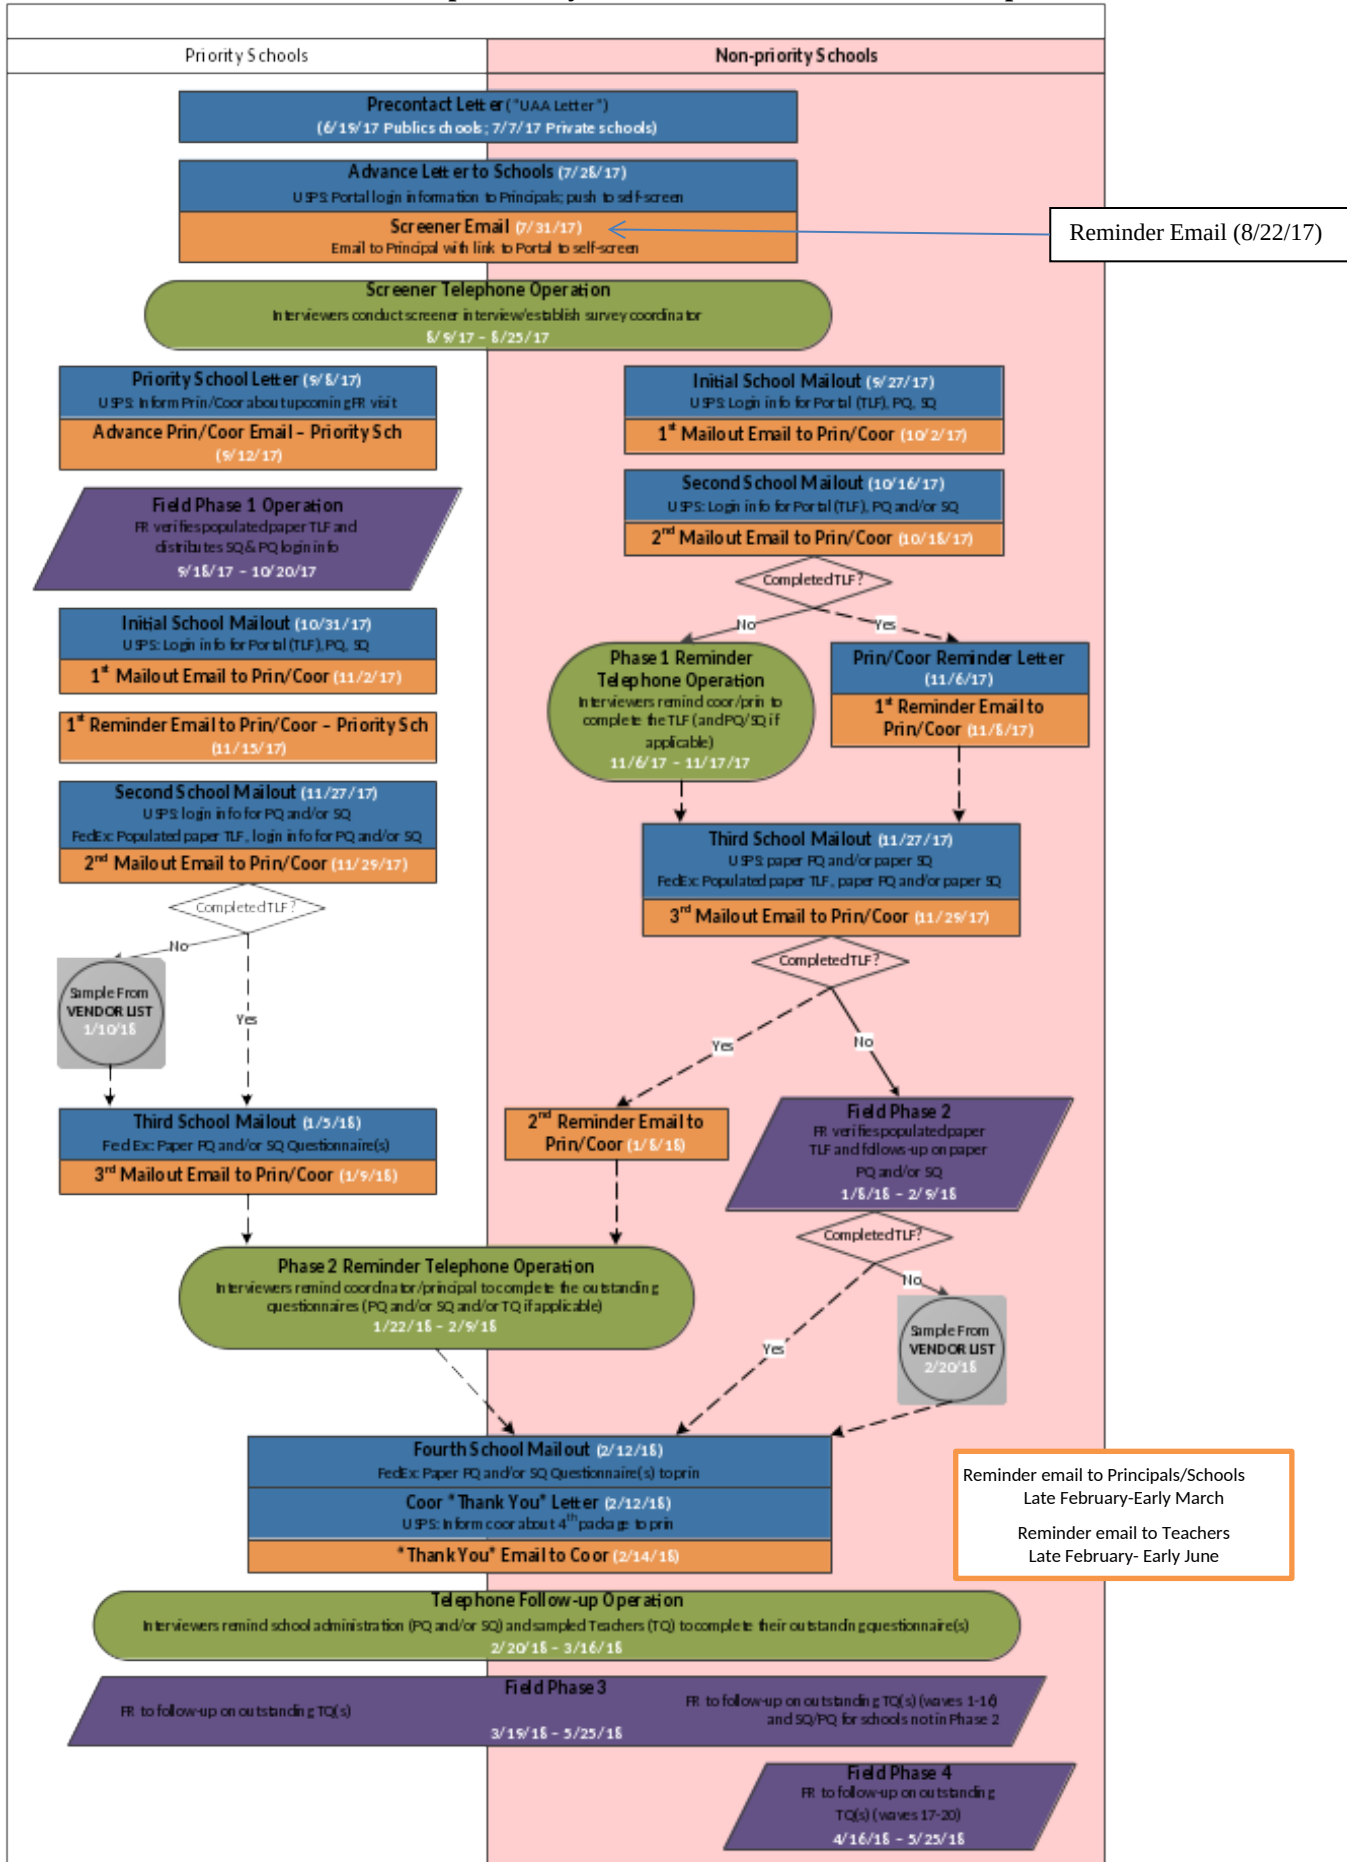 Priority Schools
Non-priority Schools
Precontact Letter ("UAA Letter")
(6/19/17 Public schools; 7/7/17 Private schools)
Advance Letter to Schools (7/28/17)
USPS: Portal login information to Principals; push to self-screen
Screener Email (7/31/17)
Email to Principal with link to Portal to self-screen
Reminder Email (8/22/17)
Screener Telephone Operation
Interviewers conduct screener interview/establish survey coordinator
8/9/17 – 8/25/17
Priority School Letter (9/8/17)
USPS: Inform Prin/Coor about upcoming FR visit
Advance Prin/Coor Email – Priority Sch
(9/12/17)
Field Phase 1 Operation
FR verifies populated paper TLF and
distributes SQ & PQ login info
9/18/17 – 10/20/17
Initial School Mailout (10/31/17)
USPS: Login info for Portal (TLF), PQ, SQ
1st Mailout Email to Prin/Coor (11/2/17)
1st Reminder Email to Prin/Coor – Priority Sch
(11/15/17)
Second School Mailout (11/27/17)
USPS: login info for PQ and/or SQ
FedEx: Populated paper TLF, login info for PQ and/or SQ
2nd Mailout Email to Prin/Coor (11/29/17)
Completed TLF?
No
Yes
Sample From
VENDOR LIST
1/10/18
Third School Mailout (1/5/18)
Fed Ex: Paper PQ and/or SQ Questionnaire(s)
3rd Mailout Email to Prin/Coor (1/9/18)
Initial School Mailout (9/27/17)
USPS: Login info for Portal (TLF), PQ, SQ
1st Mailout Email to Prin/Coor (10/2/17)
Second School Mailout (10/16/17)
USPS: Login info for Portal (TLF), PQ and/or SQ
2nd Mailout Email to Prin/Coor (10/18/17)
Completed TLF?
No
Yes
Phase 1 Reminder
Telephone Operation
Interviewers remind coor/prin to
complete the TLF (and PQ/SQ if
applicable)
11/6/17 – 11/17/17
Prin/Coor Reminder Letter
(11/6/17)
1st Reminder Email to
Prin/Coor (11/8/17)
Third School Mailout (11/27/17)
USPS: paper PQ and/or paper SQ
FedEx: Populated paper TLF, paper PQ and/or paper SQ
3rd Mailout Email to Prin/Coor (11/29/17)
Completed TLF?
Yes
No
2nd Reminder Email to
Prin/Coor (1/8/18)
Field Phase 2
FR verifies populated paper
TLF and follows-up on paper
PQ and/or SQ
1/8/18 – 2/9/18
Completed TLF?
No
Yes
Sample From
VENDOR LIST
2/20/18
Phase 2 Reminder Telephone Operation
Interviewers remind coordinator/principal to complete the outstanding
questionnaires (PQ and/or SQ and/or TQ if applicable)
1/22/18 – 2/9/18
Fourth School Mailout (2/12/18)
FedEx: Paper PQ and/or SQ Questionnaire(s) to prin
Coor *Thank You* Letter (2/12/18)
USPS: Inform coor about 4th package to prin
*Thank You* Email to Coor (2/14/18)
Reminder email to Principals/Schools
Late February-Early March
Reminder email to Teachers
Late February- Early June
Telephone Follow-up Operation
Interviewers remind school administration (PQ and/or SQ) and sampled Teachers (TQ) to complete their outstanding questionnaire(s)
2/20/18 – 3/16/18
Field Phase 3
FR to follow-up on outstanding TQ(s)
FR to follow-up on outstanding TQ(s) (waves 1-16)
and SQ/PQ for schools not in Phase 2
3/19/18 – 5/25/18
Field Phase 4
FR to follow-up on outstanding
TQ(s) (waves 17-20)
4/16/18 – 5/25/18